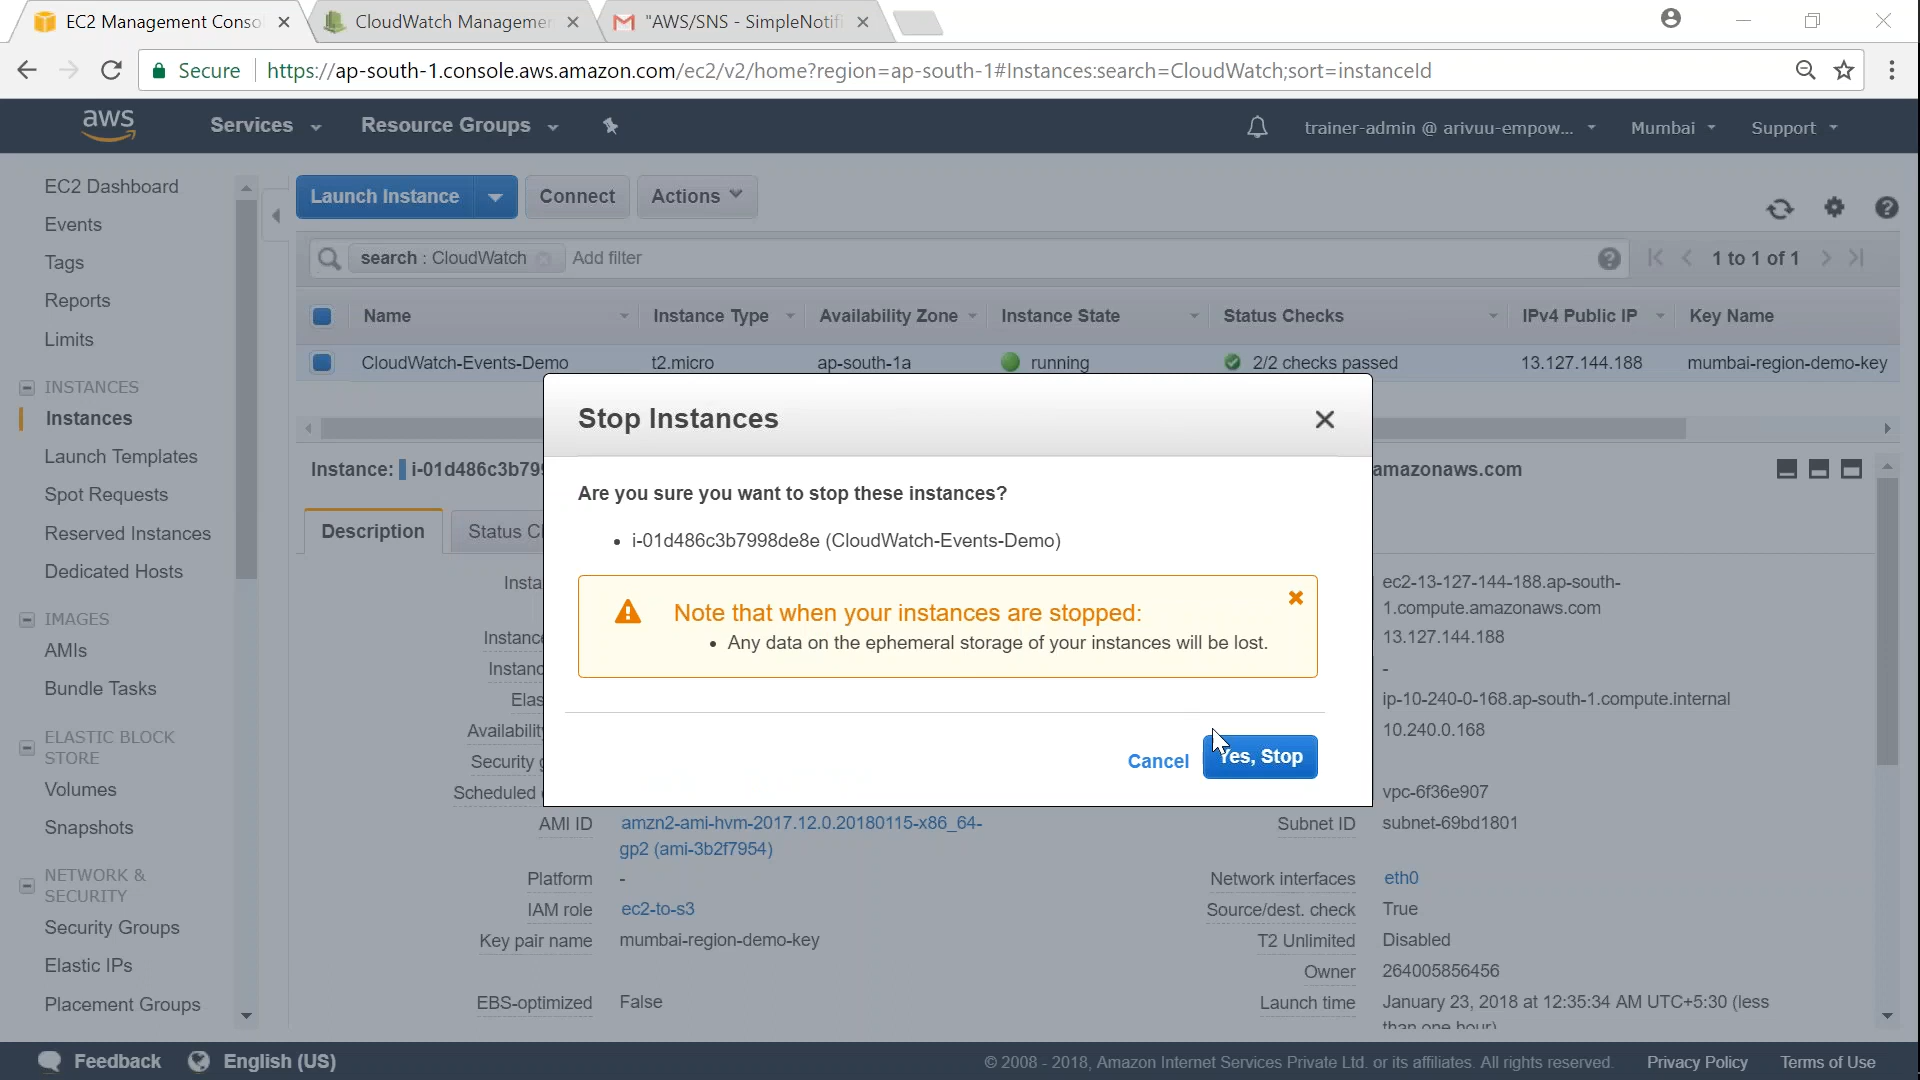 EC2 Management Conso
CloudWatch Managemen
"AWS/SNS - SimpleNotifi
Secure
https://ap-south-1.console.aws.amazon.com/ec2/v2/home?region=ap-south-1#Instances:search=CloudWatch;sort=instanceId
aws
Services
Resource Groups
trainer-admin @ arivuu-empow...
Mumbai
Support
EC2 Dashboard
Events
Tags
Reports
Limits
INSTANCES
Instances
Launch Templates
Spot Requests
Reserved Instances
Dedicated Hosts
IMAGES
AMIs
Bundle Tasks
ELASTIC BLOCK
STORE
Volumes
Snapshots
NETWORK &
SECURITY
Security Groups
Elastic IPs
Placement Groups
Launch Instance
Connect
Actions
search : CloudWatch
Add filter
1 to 1 of 1
Name
Instance Type
Availability Zone
Instance State
Status Checks
IPv4 Public IP
Key Name
CloudWatch-Events-Demo
t2.micro
ap-south-1a
running
2/2 checks passed
13.127.144.188
mumbai-region-demo-key
Instance: i-01d486c3b799
amazonaws.com
Description
Status C
Stop Instances
Are you sure you want to stop these instances?
• i-01d486c3b7998de8e (CloudWatch-Events-Demo)
Note that when your instances are stopped:
• Any data on the ephemeral storage of your instances will be lost.
Cancel
Yes, Stop
Insta
ec2-13-127-144-188.ap-south-
1.compute.amazonaws.com
Instanc
13.127.144.188
Instanc
-
Elas
ip-10-240-0-168.ap-south-1.compute.internal
Availabilit
10.240.0.168
Security g
Scheduled
vpc-6f36e907
AMI ID
amzn2-ami-hvm-2017.12.0.20180115-x86_64-
gp2 (ami-3b2f7954)
Subnet ID
subnet-69bd1801
Platform
-
Network interfaces
eth0
IAM role
ec2-to-s3
Source/dest. check
True
Key pair name
mumbai-region-demo-key
T2 Unlimited
Disabled
Owner
264005856456
EBS-optimized
False
Launch time
January 23, 2018 at 12:35:34 AM UTC+5:30 (less
than one hour)
Feedback
English (US)
© 2008 - 2018, Amazon Internet Services Private Ltd. or its affiliates. All rights reserved.
Privacy Policy
Terms of Use